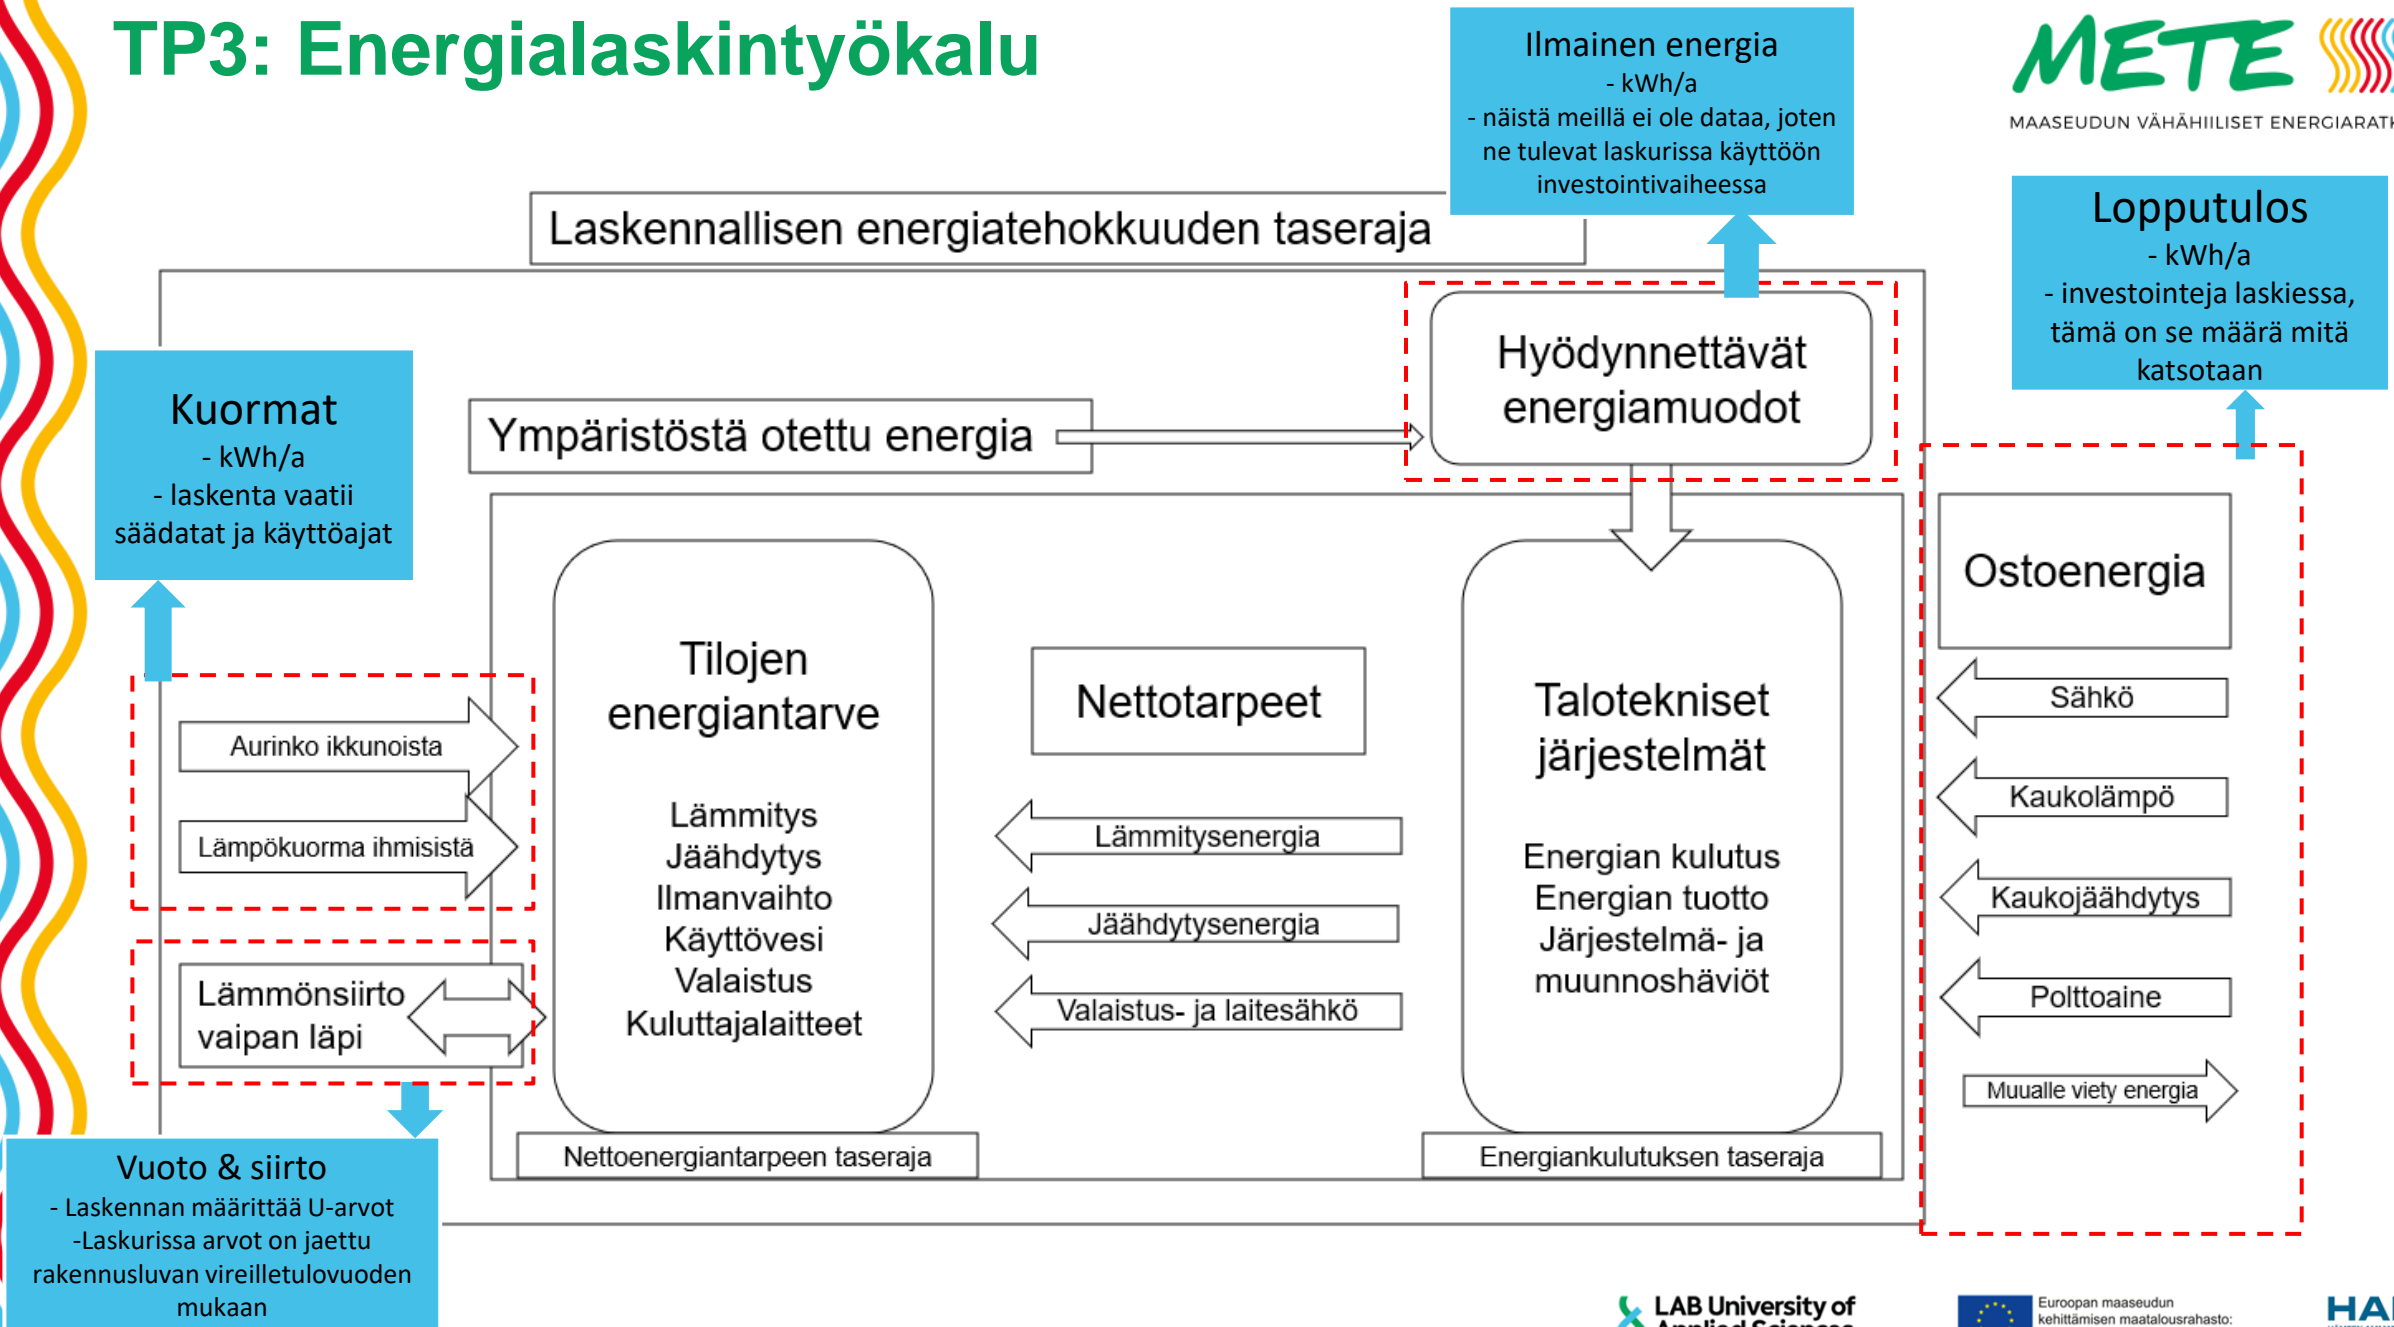 TP3: Energialaskintyökalu
Ilmainen energia
- kWh/a
- näistä meillä ei ole dataa, joten
ne tulevat laskurissa käyttöön
investointivaiheessa
METE
MAASEUDUN VÄHÄHIILISET ENERGIARATK
Laskennallisen energiatehokkuuden taseraja
Lopputulos
- kWh/a
- investointeja laskiessa,
tämä on se määrä mitä
katsotaan
Hyödynnettävät
energiamuodot
Kuormat
- kWh/a
- laskenta vaatii
säädatat ja käyttöajat
Ympäristöstä otettu energia
Ostoenergia
Sähkö
Kaukolämpö
Kaukojäähdytys
Polttoaine
Muualle viety energia
Tilojen
energiantarve
Lämmitys
Jäähdytys
Ilmanvaihto
Käyttövesi
Valaistus
Kuluttajalaitteet
Nettotarpeet
Lämmitysenergia
Jäähdytysenergia
Valaistus- ja laitesähkö
Talotekniset
järjestelmät
Energian kulutus
Energian tuotto
Järjestelmä- ja
muunnoshäviöt
Aurinko ikkunoista
Lämpökuorma ihmisistä
Lämmönsiirto
vaipan läpi
Nettoenergiantarpeen taseraja
Energiankulutuksen taseraja
Vuoto & siirto
- Laskennan määrittää U-arvot
-Laskurissa arvot on jaettu
rakennusluvan vireilletulovuoden
mukaan
LAB University of
Applied Sciences
Euroopan maaseudun
kehittämisen maatalousrahasto:
HA